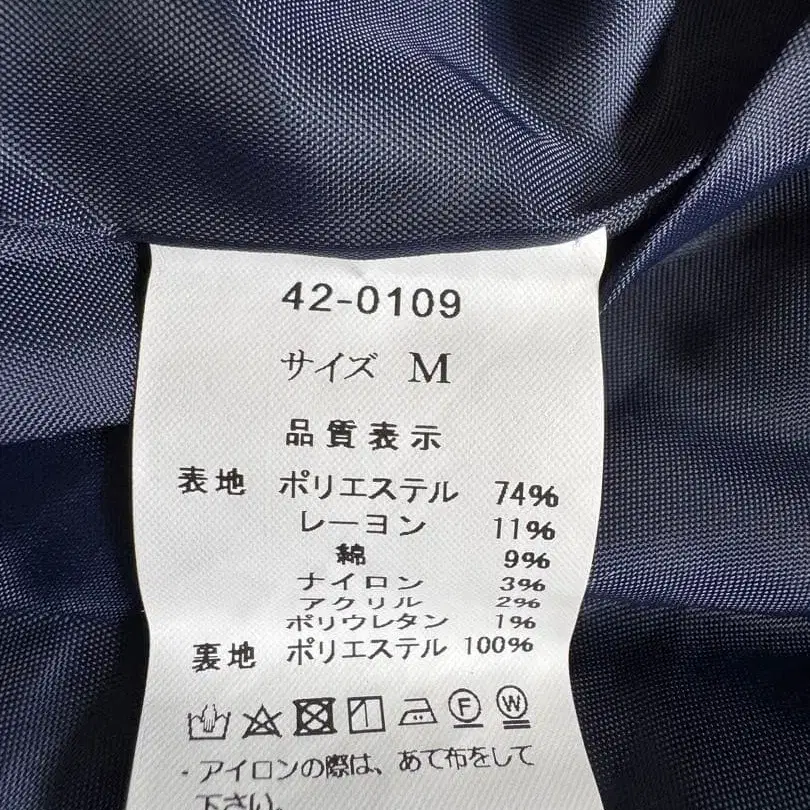 42-0109
サイズ M
品質表示
表地 ポリエステル 74%
レーヨン 11%
綿 9%
ナイロン 3%
アクリル 2%
ポリウレタン 1%
裏地 ポリエステル 100%
F W
・アイロンの際は、あて布をして
下さい。